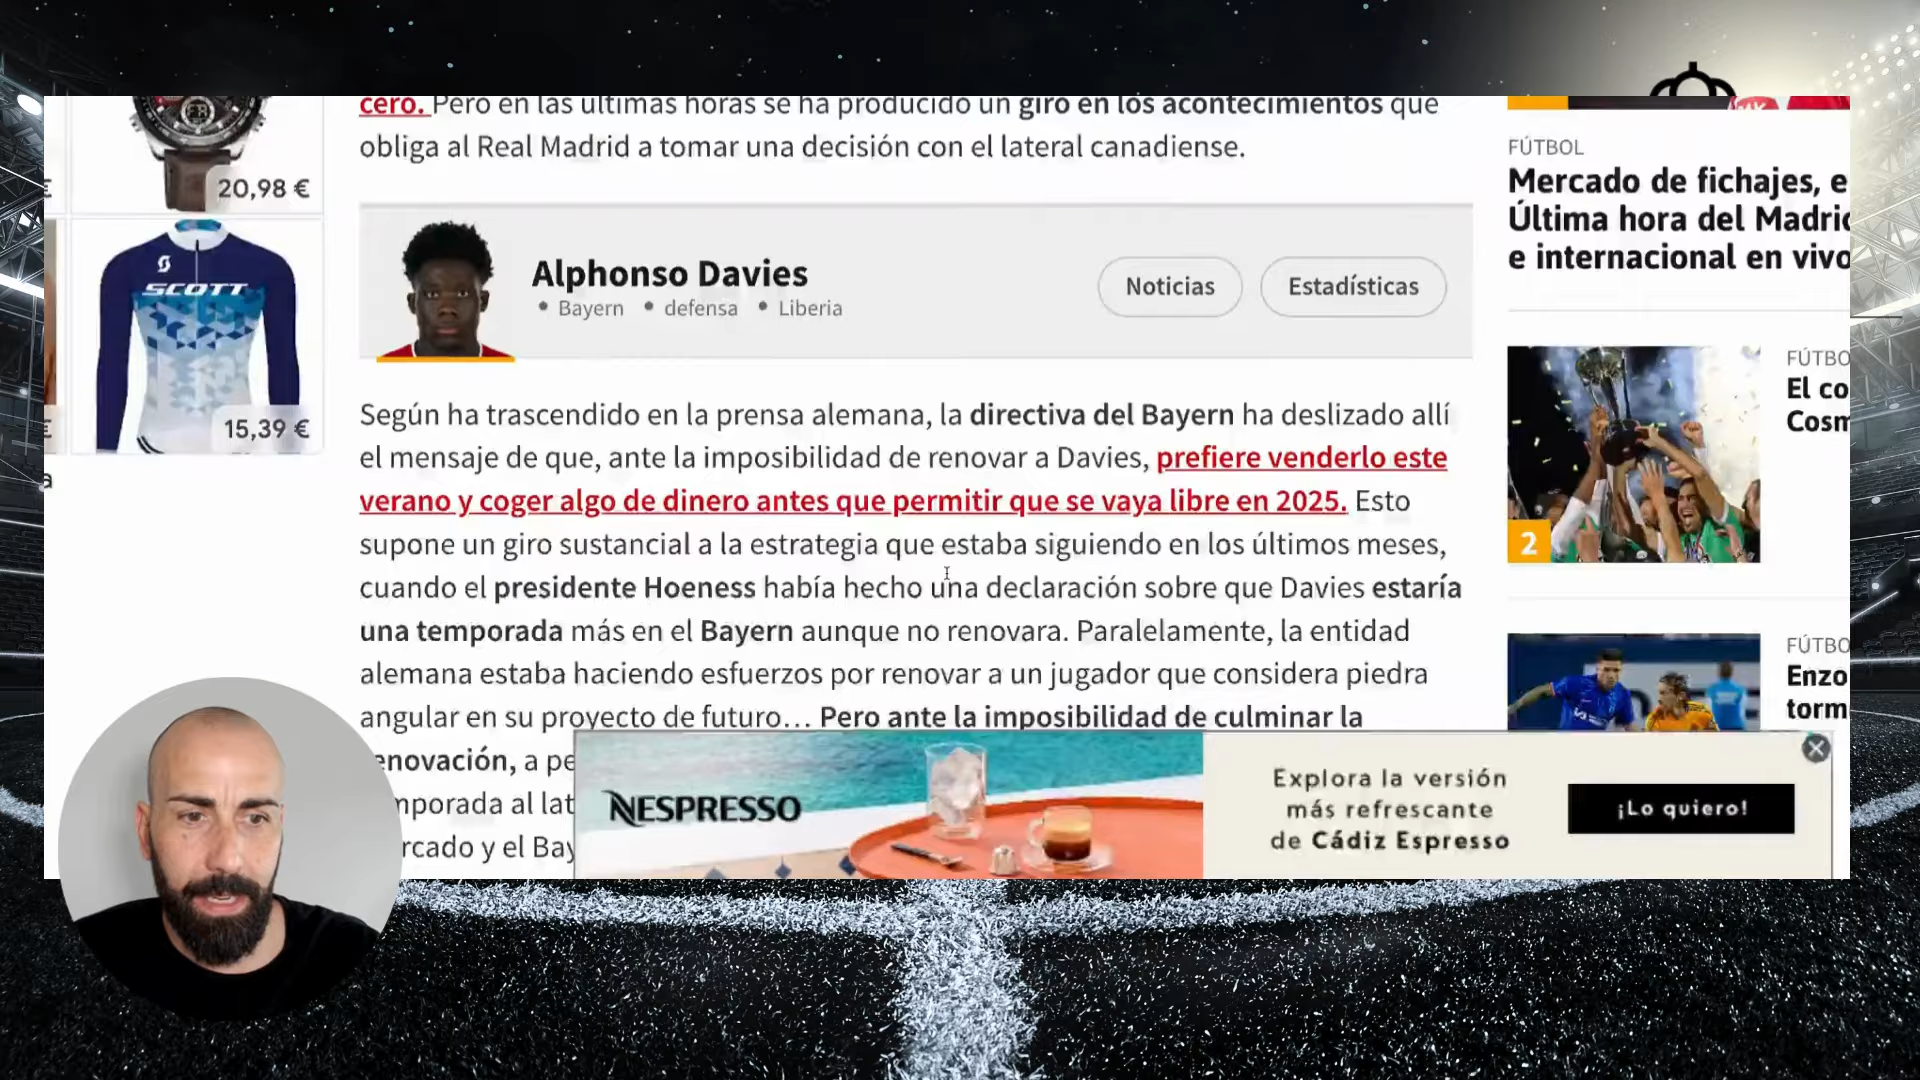 20,98 €
SCOTT
15,39 €
cero. Pero en las últimas horas se ha producido un giro en los acontecimientos que
obliga al Real Madrid a tomar una decisión con el lateral canadiense.
Alphonso Davies
• Bayern • defensa • Liberia
Noticias
Estadísticas
Según ha trascendido en la prensa alemana, la directiva del Bayern ha deslizado allí
el mensaje de que, ante la imposibilidad de renovar a Davies, prefiere venderlo este
verano y coger algo de dinero antes que permitir que se vaya libre en 2025. Esto
supone un giro sustancial a la estrategia que estaba siguiendo en los últimos meses,
cuando el presidente Hoeness había hecho una declaración sobre que Davies estaría
una temporada más en el Bayern aunque no renovara. Paralelamente, la entidad
alemana estaba haciendo esfuerzos por renovar a un jugador que considera piedra
angular en su proyecto de futuro... Pero ante la imposibilidad de culminar la
enovación, a pe
mporada al lat
rcado y el Bay
FÚTBOL
Mercado de fichajes, e
Última hora del Madric
e internacional en vivo
FÚTBO
El co
Cosm
2
FÚTBO
Enzo
torm
NESPRESSO
Explora la versión
más refrescante
de Cádiz Espresso
¡Lo quiero!